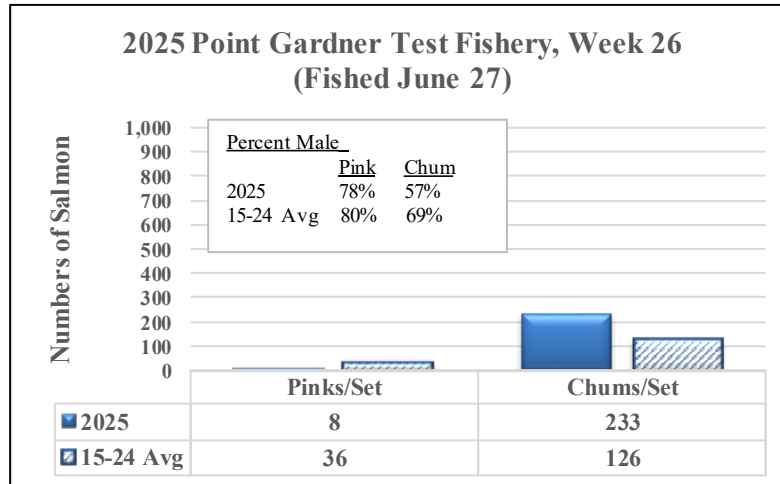 2025 Point Gardner Test Fishery, Week 26
(Fished June 27)
Numbers of Salmon
1,000
900
800
700
600
500
400
300
200
100
0
Percent Male
Pink Chum
2025 78% 57%
15-24 Avg 80% 69%
Pinks/Set Chums/Set
2025 8 233
15-24 Avg 36 126